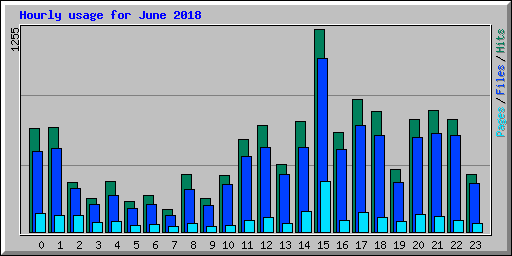 Hourly usage for June 2018
1255
Pages / Files / Hits
0 1 2 3 4 5 6 7 8 9 10 11 12 13 14 15 16 17 18 19 20 21 22 23